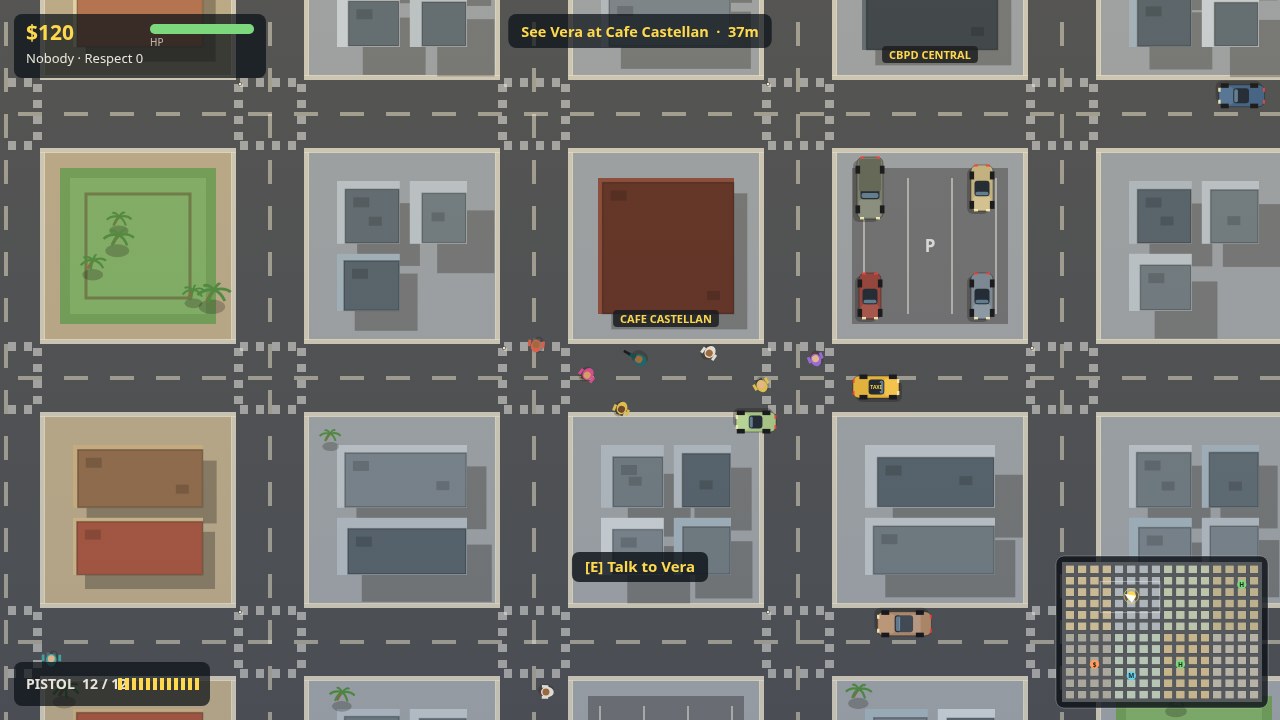 $120
HP
Nobody · Respect 0
See Vera at Cafe Castellan · 37m
CBPD CENTRAL
P
CAFE CASTELLAN
TAXI
[E] Talk to Vera
H
$
H
M
PISTOL 12 / 12